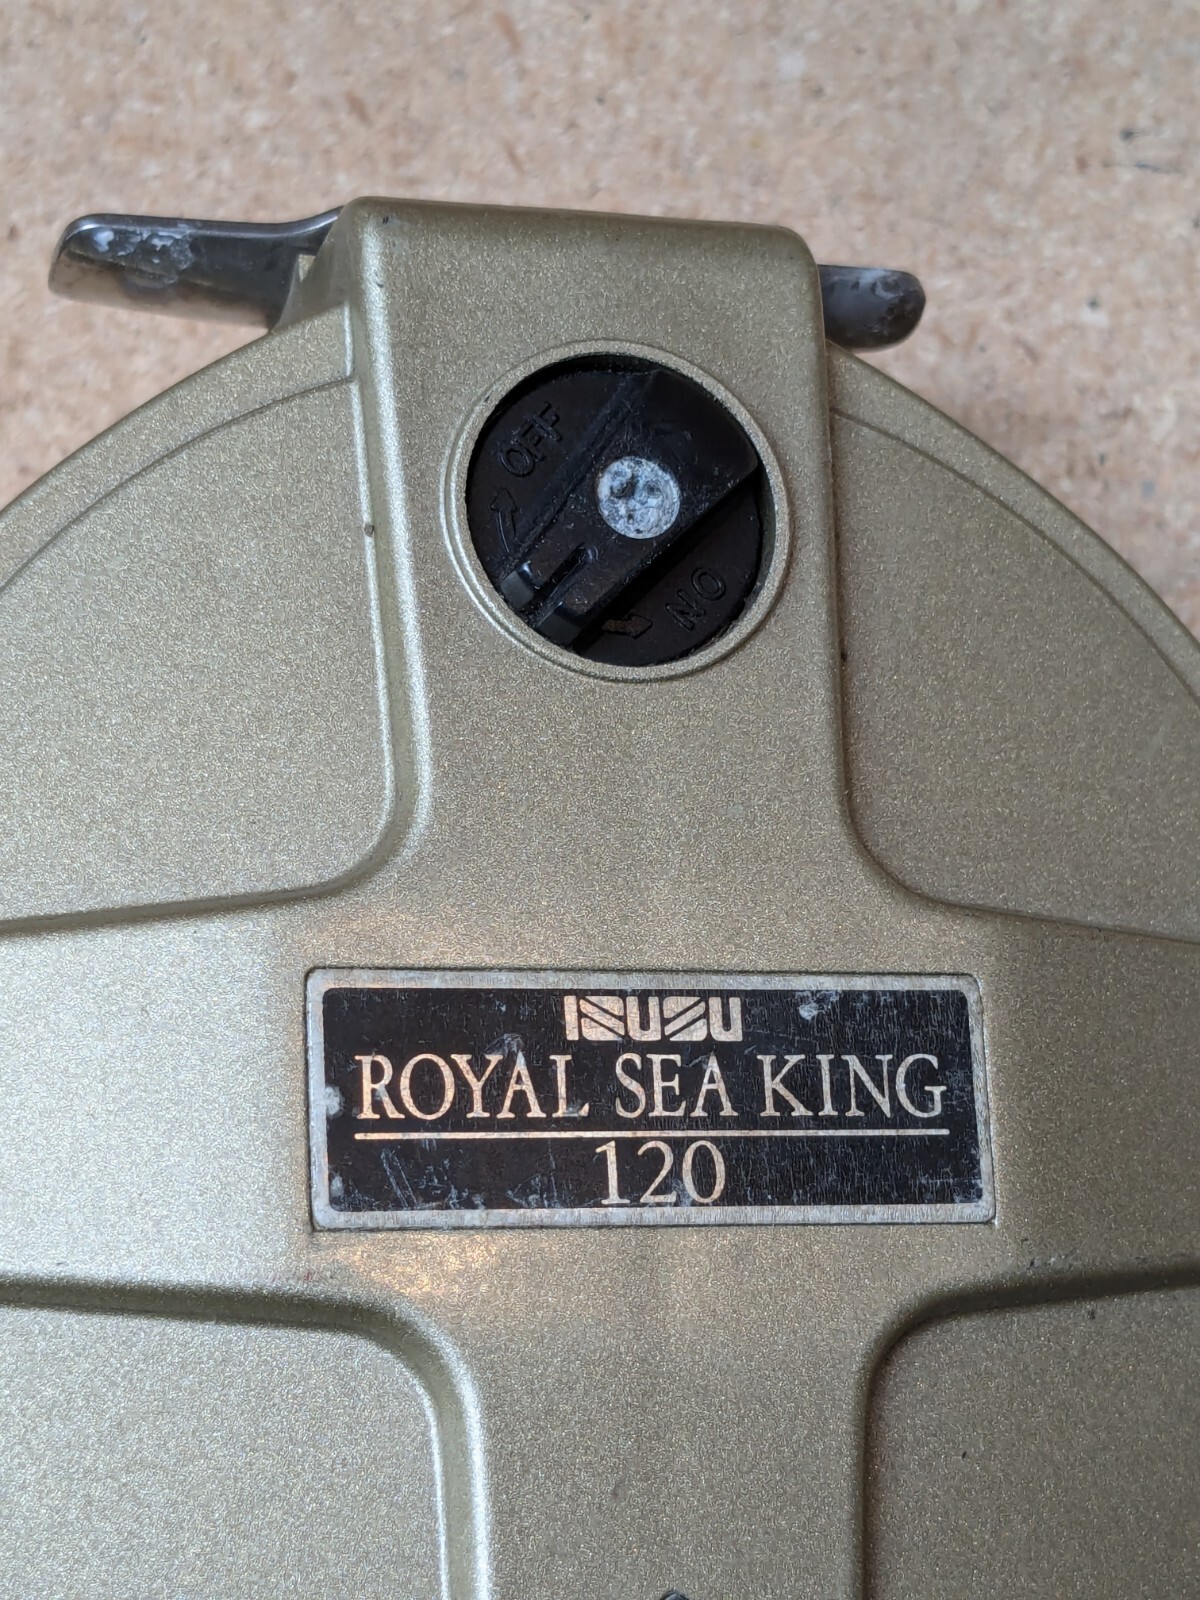 OFF
ON
ISUZU
ROYAL SEA KING
120